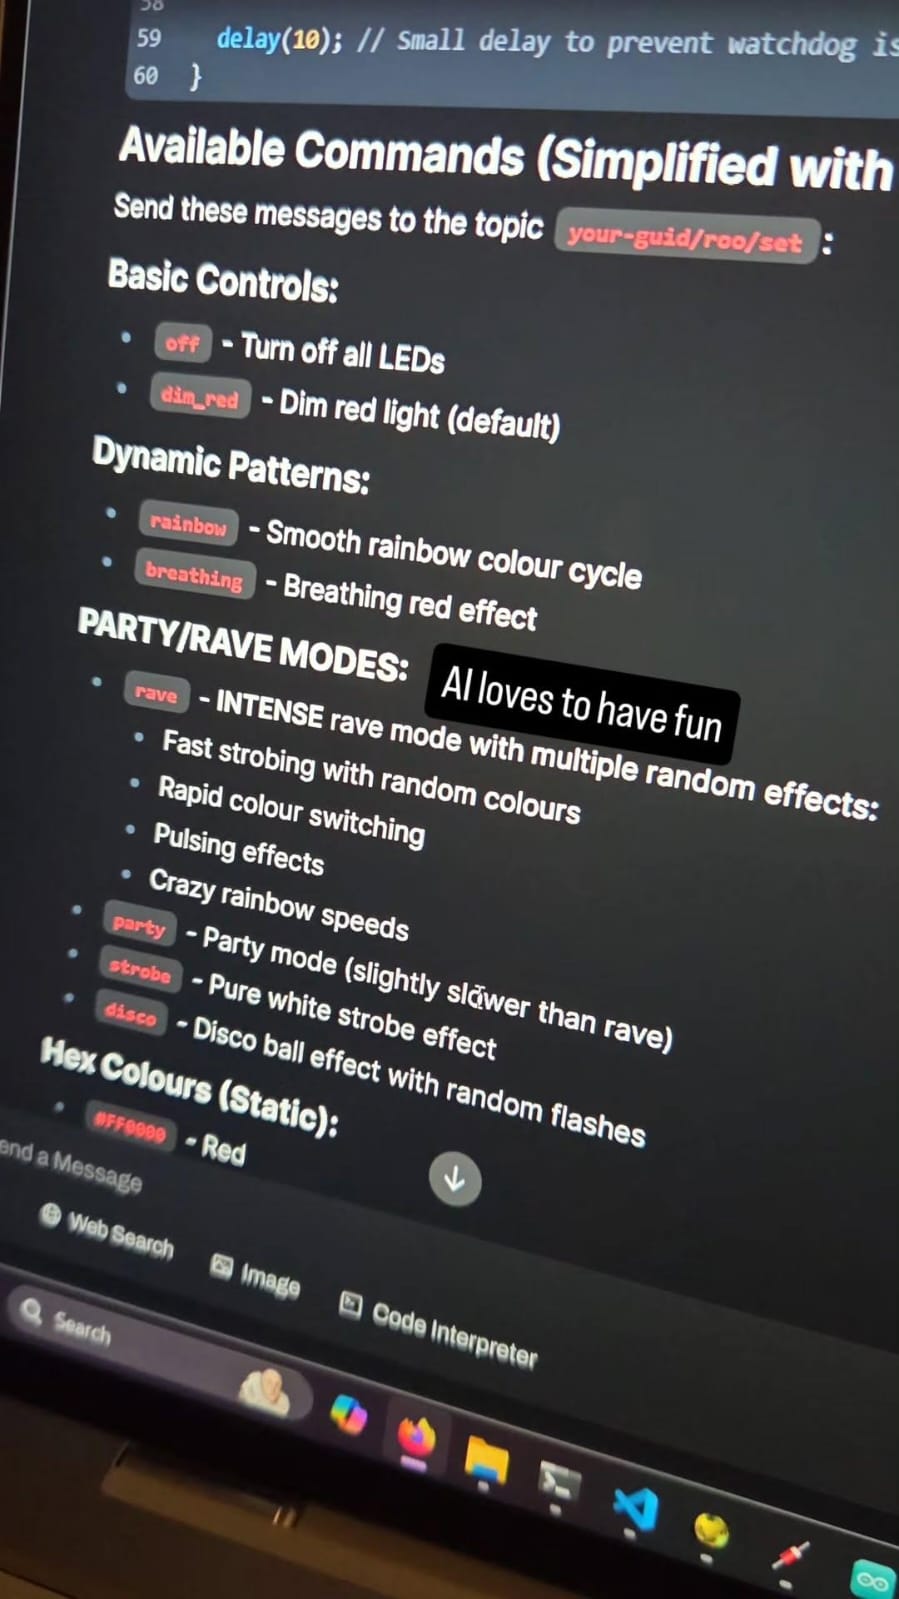 58
59 delay(10); // Small delay to prevent watchdog is
60 }
Available Commands (Simplified with
Send these messages to the topic your-guid/roo/set :
Basic Controls:
off - Turn off all LEDs
dim_red - Dim red light (default)
Dynamic Patterns:
rainbow - Smooth rainbow colour cycle
breathing - Breathing red effect
PARTY/RAVE MODES:
AI loves to have fun
rave - INTENSE rave mode with multiple random effects:
Fast strobing with random colours
Rapid colour switching
Pulsing effects
Crazy rainbow speeds
party - Party mode (slightly slower than rave)
strobe - Pure white strobe effect
disco - Disco ball effect with random flashes
Hex Colours (Static):
#FF0000 - Red
end a Message
Web Search
Image
Code Interpreter
Search